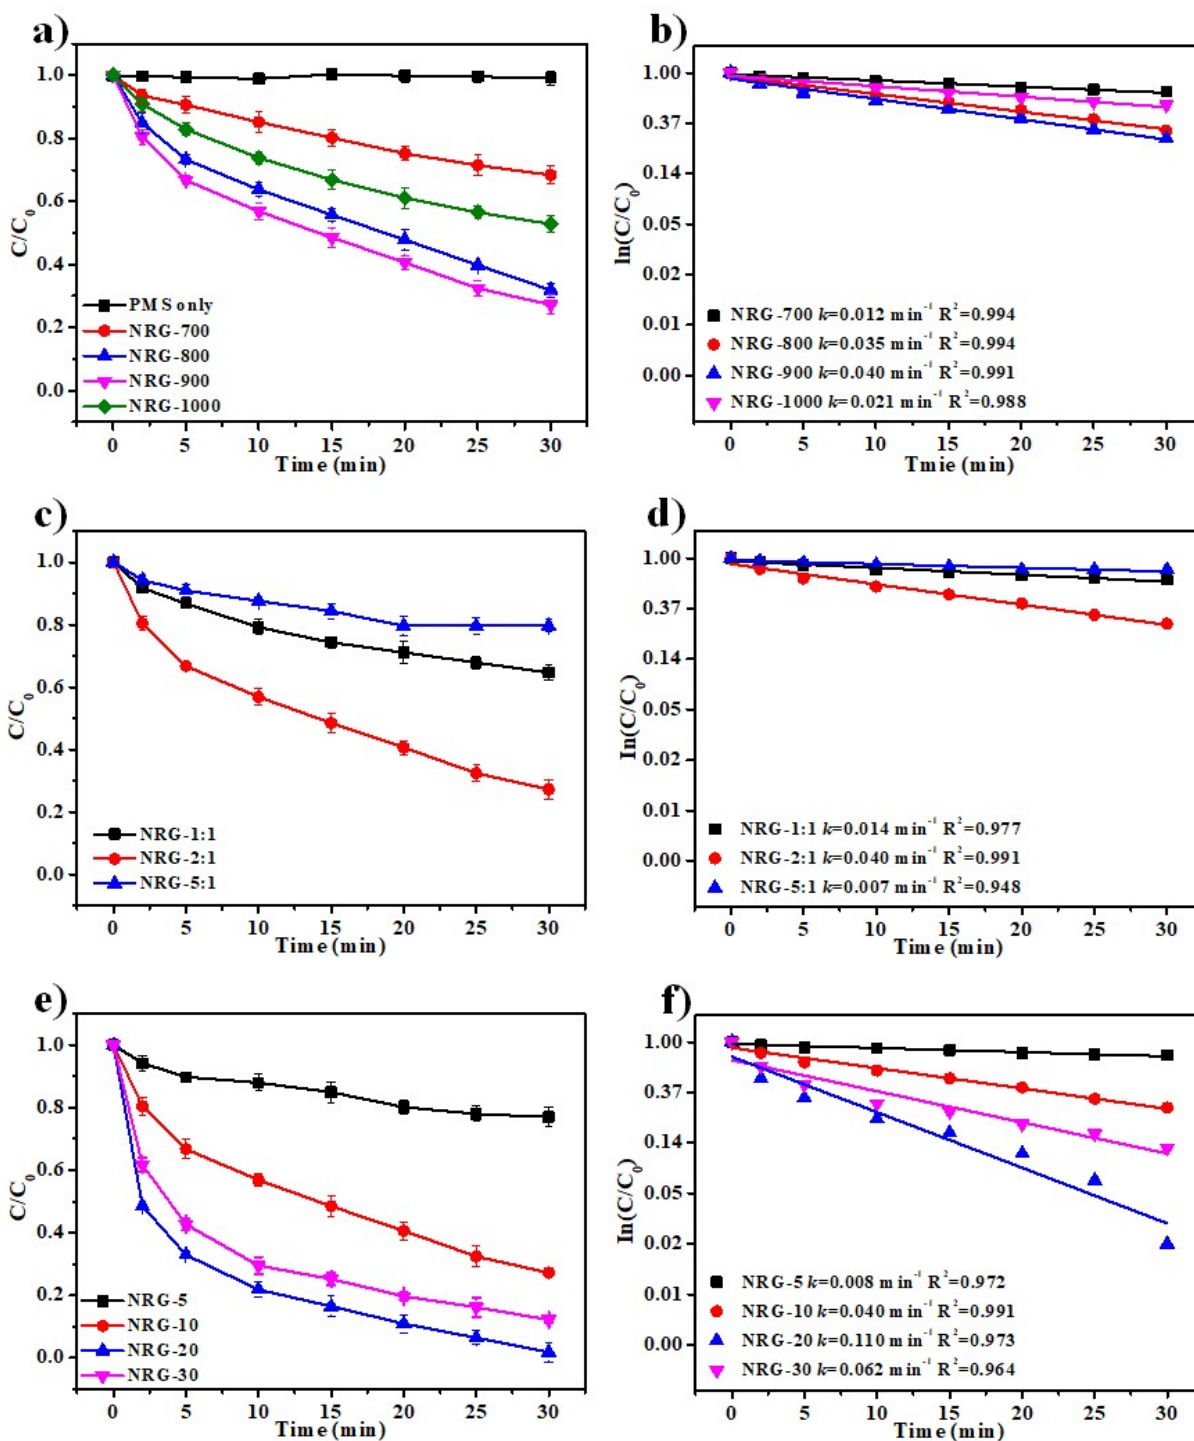 a)
C/C0
1.0
0.8
0.6
0.4
0.2
0.0
PMS only
NRG-700
NRG-800
NRG-900
NRG-1000
0 5 10 15 20 25 30
Time (min)
b)
ln(C/C0)
1.00
0.37
0.14
0.05
0.02
0.01
0.00
NRG-700 k=0.012 min⁻¹ R²=0.994
NRG-800 k=0.035 min⁻¹ R²=0.994
NRG-900 k=0.040 min⁻¹ R²=0.991
NRG-1000 k=0.021 min⁻¹ R²=0.988
0 5 10 15 20 25 30
Tmie (min)
c)
C/C0
1.0
0.8
0.6
0.4
0.2
0.0
NRG-1:1
NRG-2:1
NRG-5:1
0 5 10 15 20 25 30
Time (min)
d)
In(C/C0)
1.00
0.37
0.14
0.05
0.02
0.01
0.00
NRG-1:1 k=0.014 min⁻¹ R²=0.977
NRG-2:1 k=0.040 min⁻¹ R²=0.991
NRG-5:1 k=0.007 min⁻¹ R²=0.948
0 5 10 15 20 25 30
Time (min)
e)
C/C0
1.0
0.8
0.6
0.4
0.2
0.0
NRG-5
NRG-10
NRG-20
NRG-30
0 5 10 15 20 25 30
Time (min)
f)
In(C/C0)
1.00
0.37
0.14
0.05
0.02
0.01
0.00
NRG-5 k=0.008 min⁻¹ R²=0.972
NRG-10 k=0.040 min⁻¹ R²=0.991
NRG-20 k=0.110 min⁻¹ R²=0.973
NRG-30 k=0.062 min⁻¹ R²=0.964
0 5 10 15 20 25 30
Time (min)